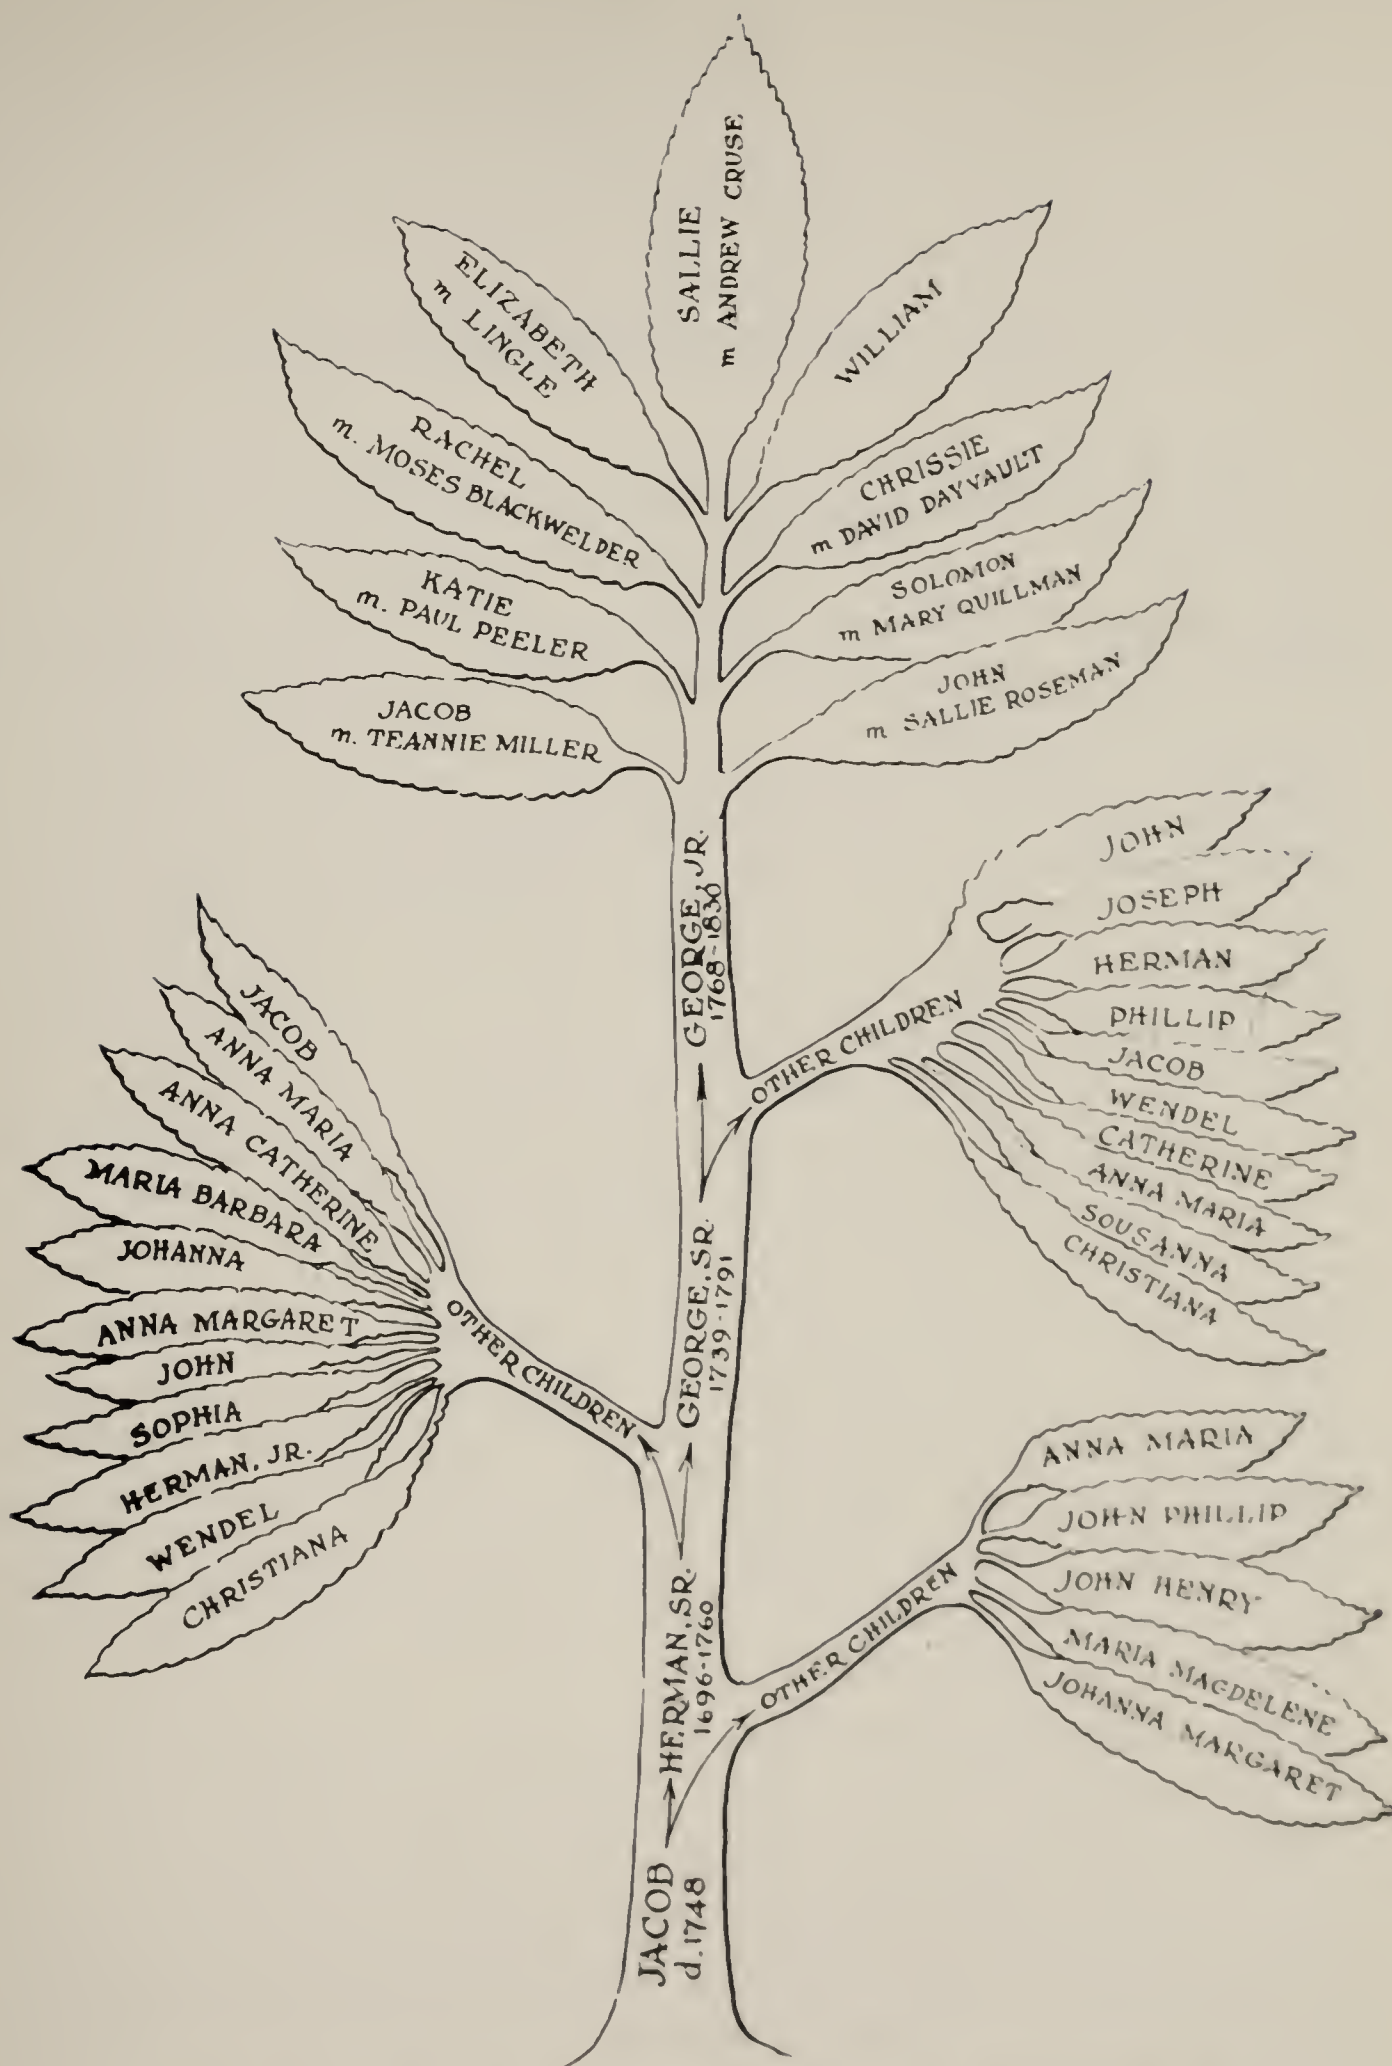 SALLIE
m ANDREW CRUSE
ELIZABETH
m LINGLE
WILLIAM
RACHEL
m. MOSES BLACKWELDER
CHRISSIE
m DAVID DAYVAULT
KATIE
m. PAUL PEELER
SOLOMON
m MARY QUILLMAN
JACOB
m. TEANNIE MILLER
JOHN
m SALLIE ROSEMAN
GEORGE, JR.
1768-1830
OTHER CHILDREN
JOHN
JOSEPH
HERMAN
PHILLIP
JACOB
WENDEL
CATHERINE
ANNA MARIA
SOUSANNA
CHRISTIANA
GEORGE, SR.
1739-1791
OTHER CHILDREN
JACOB
ANNA MARIA
ANNA CATHERINE
MARIA BARBARA
JOHANNA
ANNA MARGARET
JOHN
SOPHIA
HERMAN, JR.
WENDEL
CHRISTIANA
HERMAN, SR.
1696-1760
OTHER CHILDREN
ANNA MARIA
JOHN PHILLIP
JOHN HENRY
MARIA MAGDELENE
JOHANNA MARGARET
JACOB
d. 1748